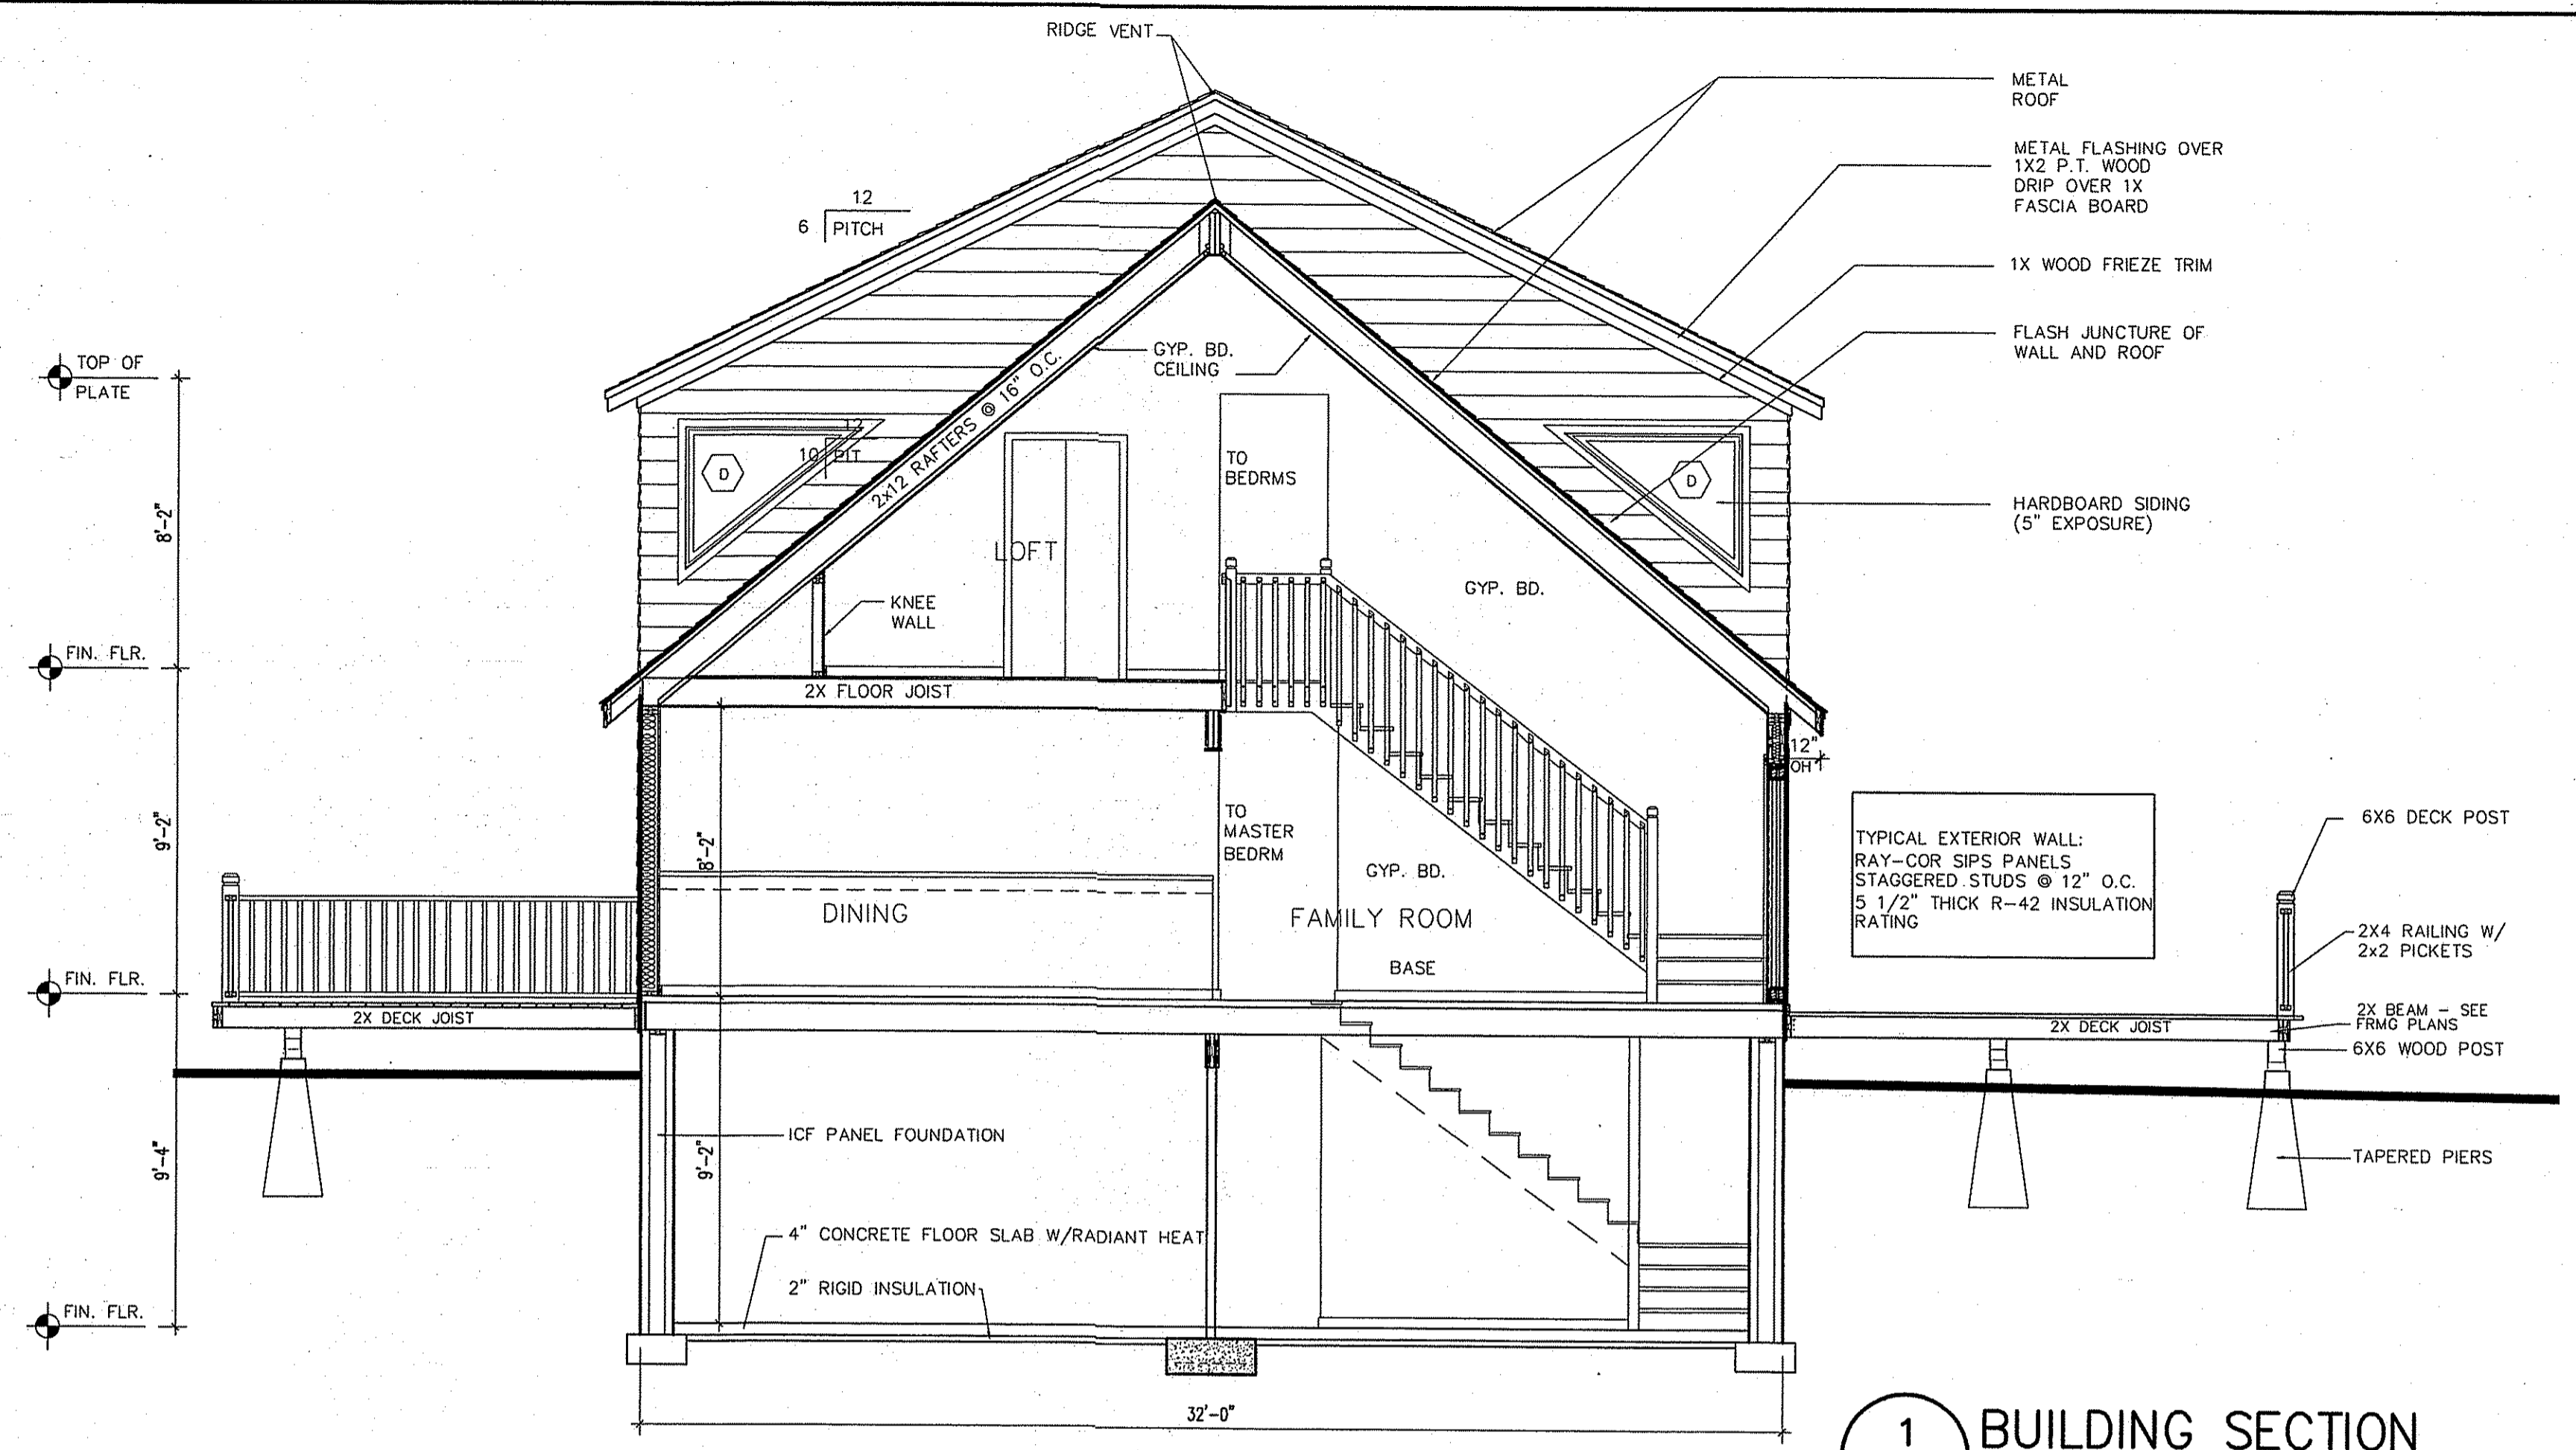 RIDGE VENT
METAL
ROOF
METAL FLASHING OVER
1X2 P.T. WOOD
DRIP OVER 1X
FASCIA BOARD
12
6 PITCH
1X WOOD FRIEZE TRIM
FLASH JUNCTURE OF
WALL AND ROOF
GYP. BD.
CEILING
TOP OF
PLATE
2x12 RAFTERS @ 16" O.C.
12
10 PIT
D
TO
BEDRMS
D
HARDBOARD SIDING
(5" EXPOSURE)
8'-2"
LOFT
GYP. BD.
KNEE
WALL
FIN. FLR.
2X FLOOR JOIST
12"
OH
9'-2"
8'-2"
TO
MASTER
BEDRM
TYPICAL EXTERIOR WALL:
RAY-COR SIPS PANELS
STAGGERED STUDS @ 12" O.C.
5 1/2" THICK R-42 INSULATION
RATING
6X6 DECK POST
GYP. BD.
DINING
FAMILY ROOM
2X4 RAILING W/
2x2 PICKETS
BASE
FIN. FLR.
2X DECK JOIST
2X DECK JOIST
2X BEAM - SEE
FRMG PLANS
6X6 WOOD POST
ICF PANEL FOUNDATION
9'-4"
9'-2"
TAPERED PIERS
4" CONCRETE FLOOR SLAB W/RADIANT HEAT
2" RIGID INSULATION
FIN. FLR.
32'-0"
1
BUILDING SECTION